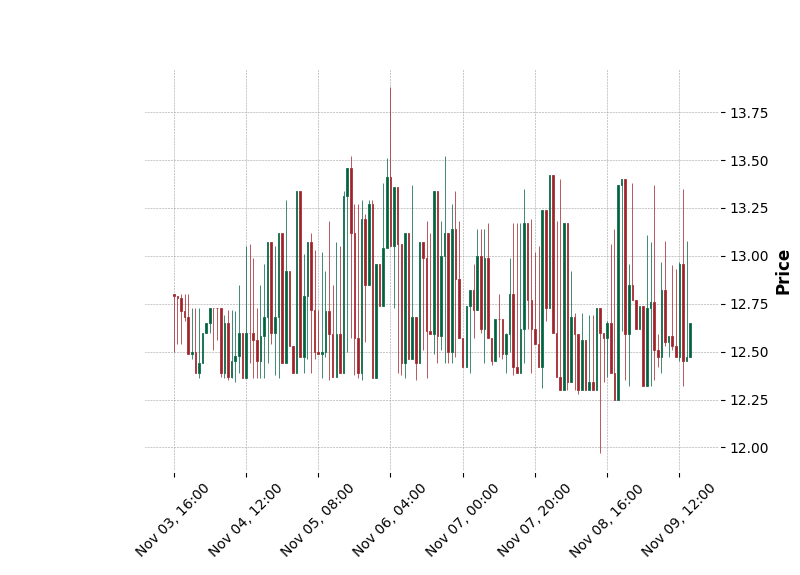 13.75
13.50
13.25
13.00
12.75
12.50
12.25
12.00
Price
Nov 03, 16:00
Nov 04, 12:00
Nov 05, 08:00
Nov 06, 04:00
Nov 07, 00:00
Nov 07, 20:00
Nov 08, 16:00
Nov 09, 12:00